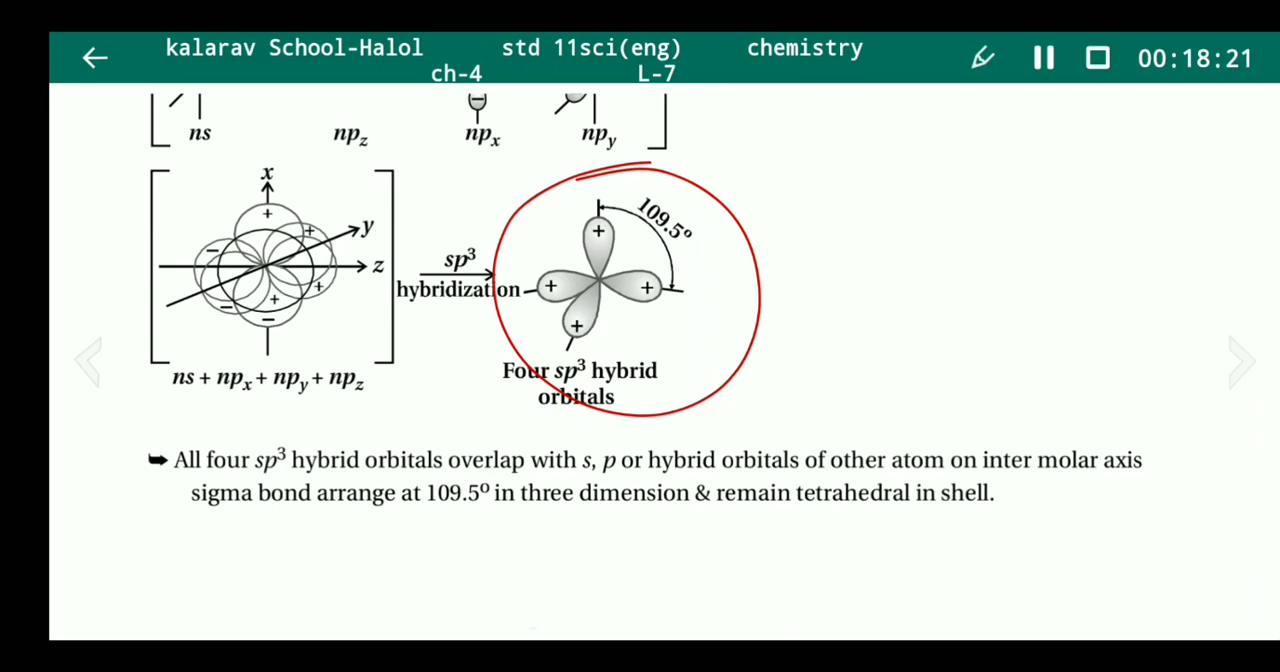 kalarav School-Halol std 11sci(eng) chemistry
ch-4 L-7
00:18:21
−
ns npz npx npy
x
+
y
+
−
z
+
+
−
−
ns + npx + npy + npz
sp³
hybridization
109.5º
+
+ +
+
Four sp³ hybrid
orbitals
➥ All four sp³ hybrid orbitals overlap with s, p or hybrid orbitals of other atom on inter molar axis
sigma bond arrange at 109.5º in three dimension & remain tetrahedral in shell.